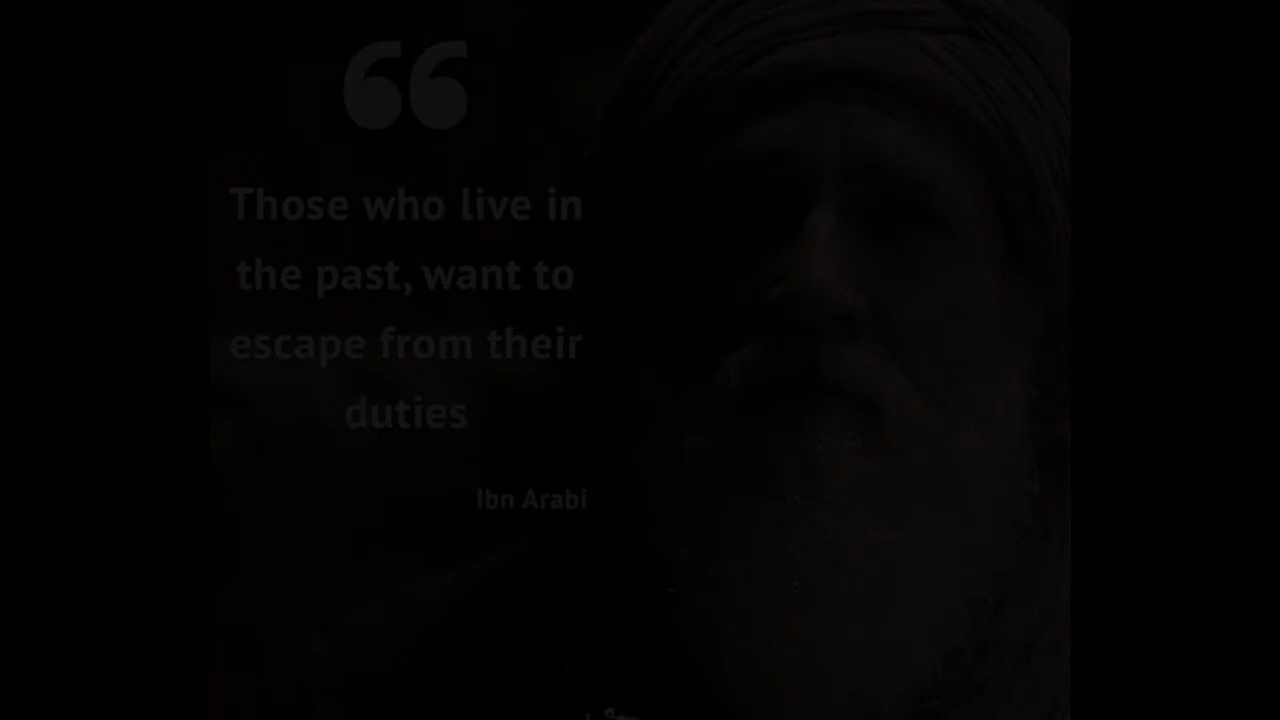 “
Those who live in
the past, want to
escape from their
duties
Ibn Arabi